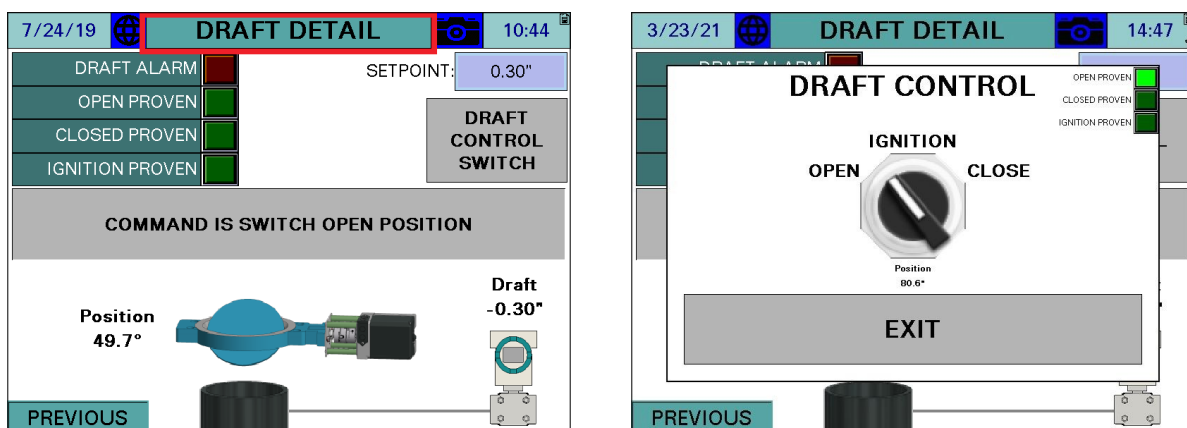 7/24/19
DRAFT DETAIL
10:44
DRAFT ALARM
SETPOINT:
0.30"
OPEN PROVEN
CLOSED PROVEN
IGNITION PROVEN
DRAFT
CONTROL
SWITCH
COMMAND IS SWITCH OPEN POSITION
Position
49.7°
Draft
-0.30"
PREVIOUS
3/23/21
DRAFT DETAIL
14:47
DRAFT CONTROL
OPEN PROVEN
CLOSED PROVEN
IGNITION PROVEN
IGNITION
OPEN
CLOSE
Position
80.6°
EXIT
PREVIOUS